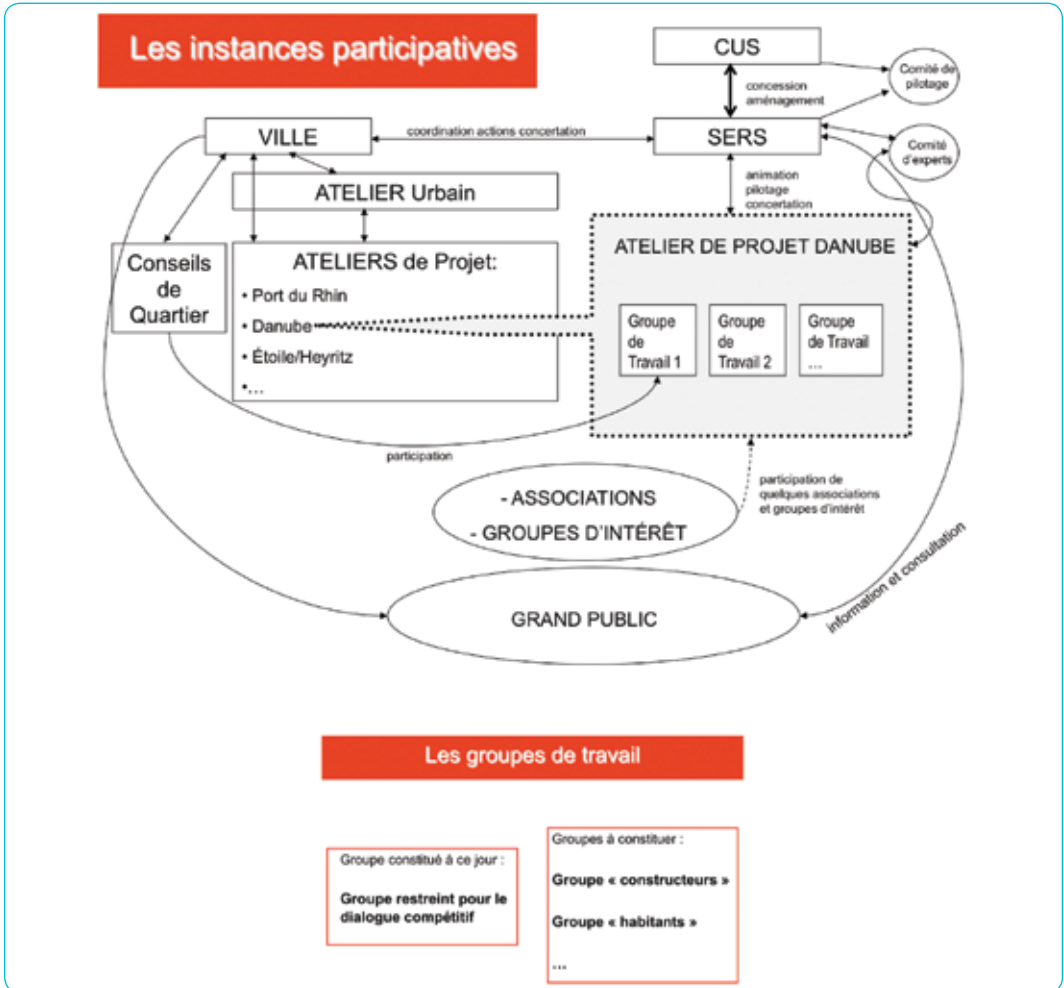 Les instances participatives
CUS
Comité de
pilotage
concession
aménagement
VILLE
coordination actions concertation
SERS
Comité
d'experts
ATELIER Urbain
animation
pilotage
concertation
Conseils
de
Quartier
ATELIERS de Projet:
• Port du Rhin
• Danube
• Étoile/Heyritz
•...
ATELIER DE PROJET DANUBE
Groupe
de
Travail 1
Groupe
de
Travail 2
Groupe
de Travail
...
participation
participation de
quelques associations
et groupes d'intérêt
- ASSOCIATIONS
- GROUPES D'INTÉRÊT
information et consultation
GRAND PUBLIC
Les groupes de travail
Groupe constitué à ce jour :
Groupe restreint pour le
dialogue compétitif
Groupes à constituer :
Groupe « constructeurs »
Groupe « habitants »
...